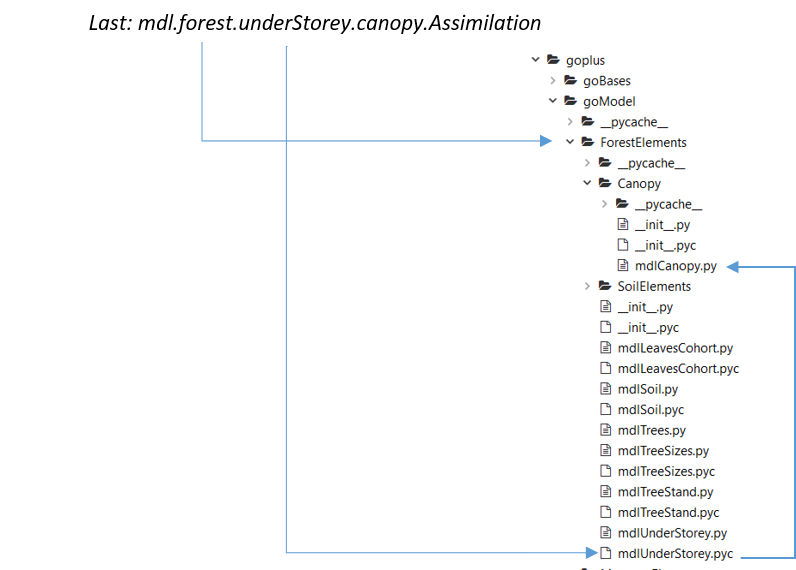 Last: mdl.forest.underStorey.canopy.Assimilation
goplus
goBases
goModel
__pycache__
ForestElements
__pycache__
Canopy
__pycache__
__init__.py
__init__.pyc
mdlCanopy.py
SoilElements
__init__.py
__init__.pyc
mdlLeavesCohort.py
mdlLeavesCohort.pyc
mdlSoil.py
mdlSoil.pyc
mdlTrees.py
mdlTreeSizes.py
mdlTreeSizes.pyc
mdlTreeStand.py
mdlTreeStand.pyc
mdlUnderStorey.py
mdlUnderStorey.pyc